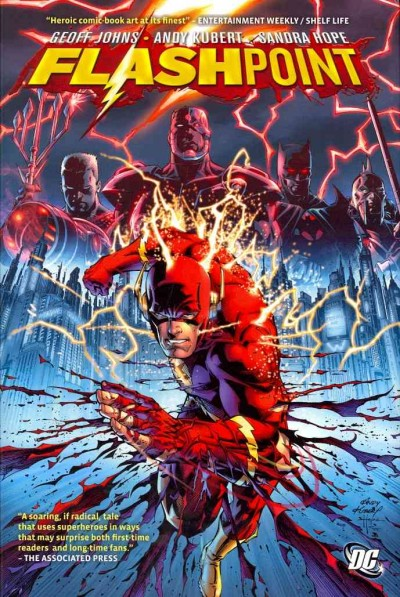 "Heroic comic-book art at its finest" - ENTERTAINMENT WEEKLY / SHELF LIFE
GEOFF JOHNS - ANDY KUBERT - SANDRA HOPE
FLASHPOINT
"A soaring, if radical, tale
that uses superheroes in ways
that may surprise both first-time
readers and long-time fans."
- THE ASSOCIATED PRESS
DC